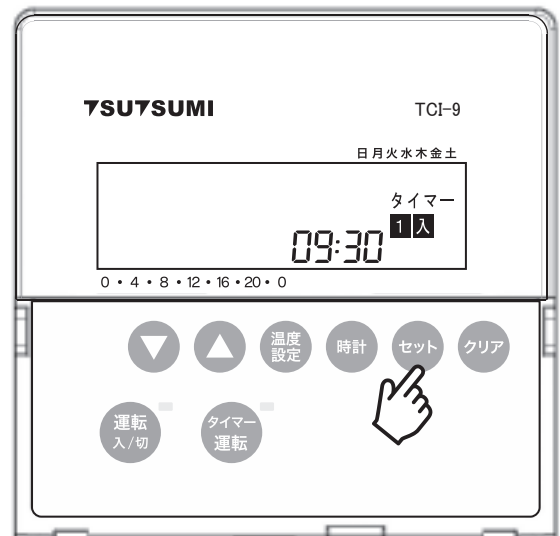 TSUTSUMI TCI-9
日月火水木金土
タイマー
09:30 1入
0・4・8・12・16・20・0
温度設定 時計 セット クリア
運転入/切 タイマー運転